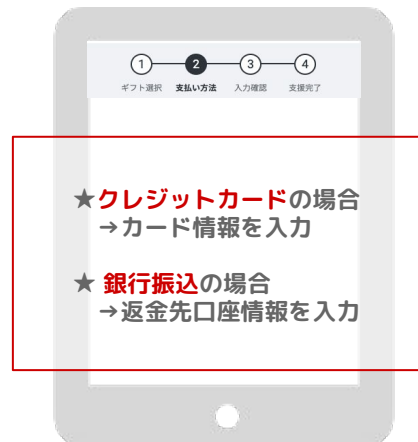 1 2 3 4
ギフト選択 支払い方法 入力確認 支援完了
★クレジットカードの場合
→カード情報を入力
★ 銀行振込の場合
→返金先口座情報を入力